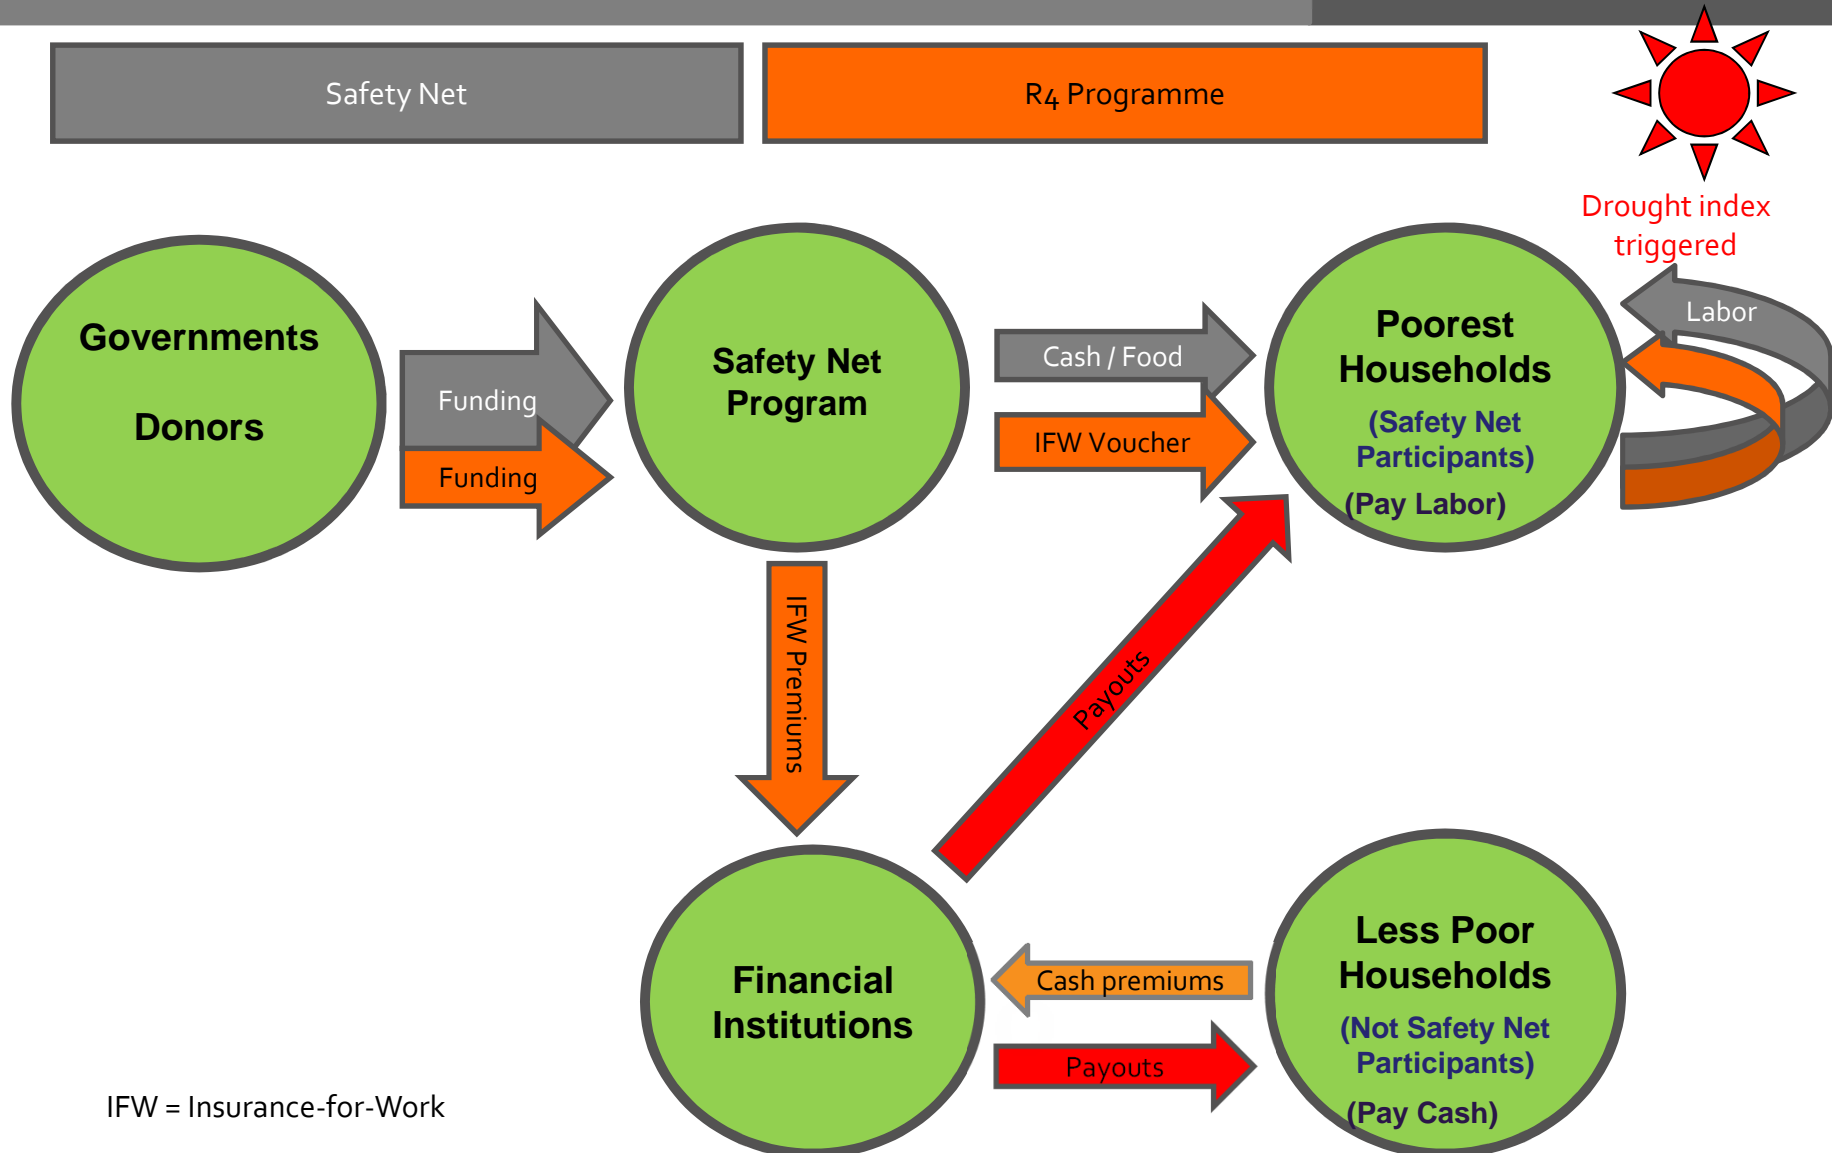 Safety Net
R4 Programme
Drought index
triggered
Governments
Donors
Funding
Funding
Safety Net
Program
Cash / Food
IFW Voucher
Poorest
Households
(Safety Net
Participants)
(Pay Labor)
Labor
IFW Premiums
Payouts
Financial
Institutions
Cash premiums
Payouts
Less Poor
Households
(Not Safety Net
Participants)
(Pay Cash)
IFW = Insurance-for-Work